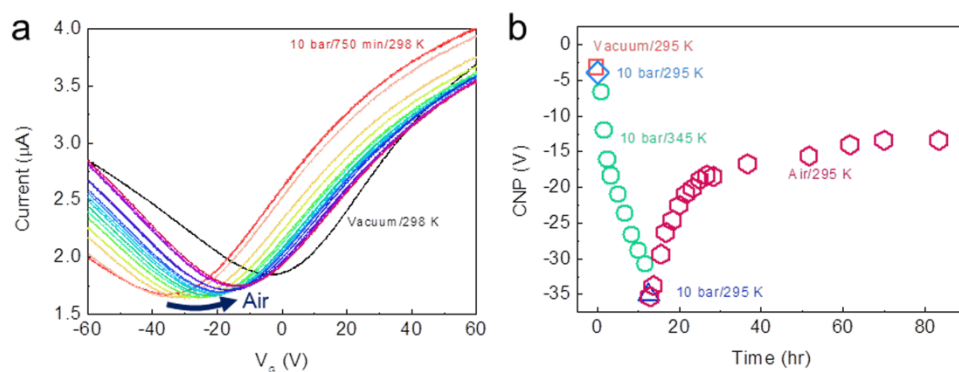 a
4.0
3.5
3.0
2.5
2.0
1.5
Current (μA)
10 bar/750 min/298 K
Vacuum/298 K
Air
-60
-40
-20
0
20
40
60
V_G (V)
b
0
-5
-10
-15
-20
-25
-30
-35
CNP (V)
Vacuum/295 K
10 bar/295 K
10 bar/345 K
Air/295 K
10 bar/295 K
0
20
40
60
80
Time (hr)